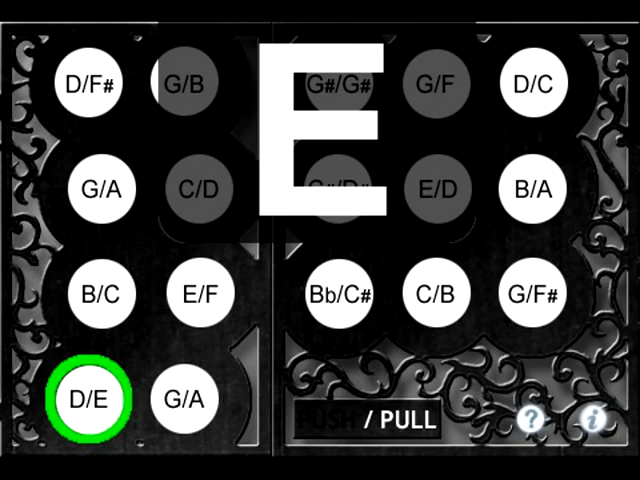 E
D/F# G/B G#/G# G/F D/C
G/A C/D E/D B/A
B/C E/F Bb/C# C/B G/F#
D/E G/A PUSH / PULL ? i